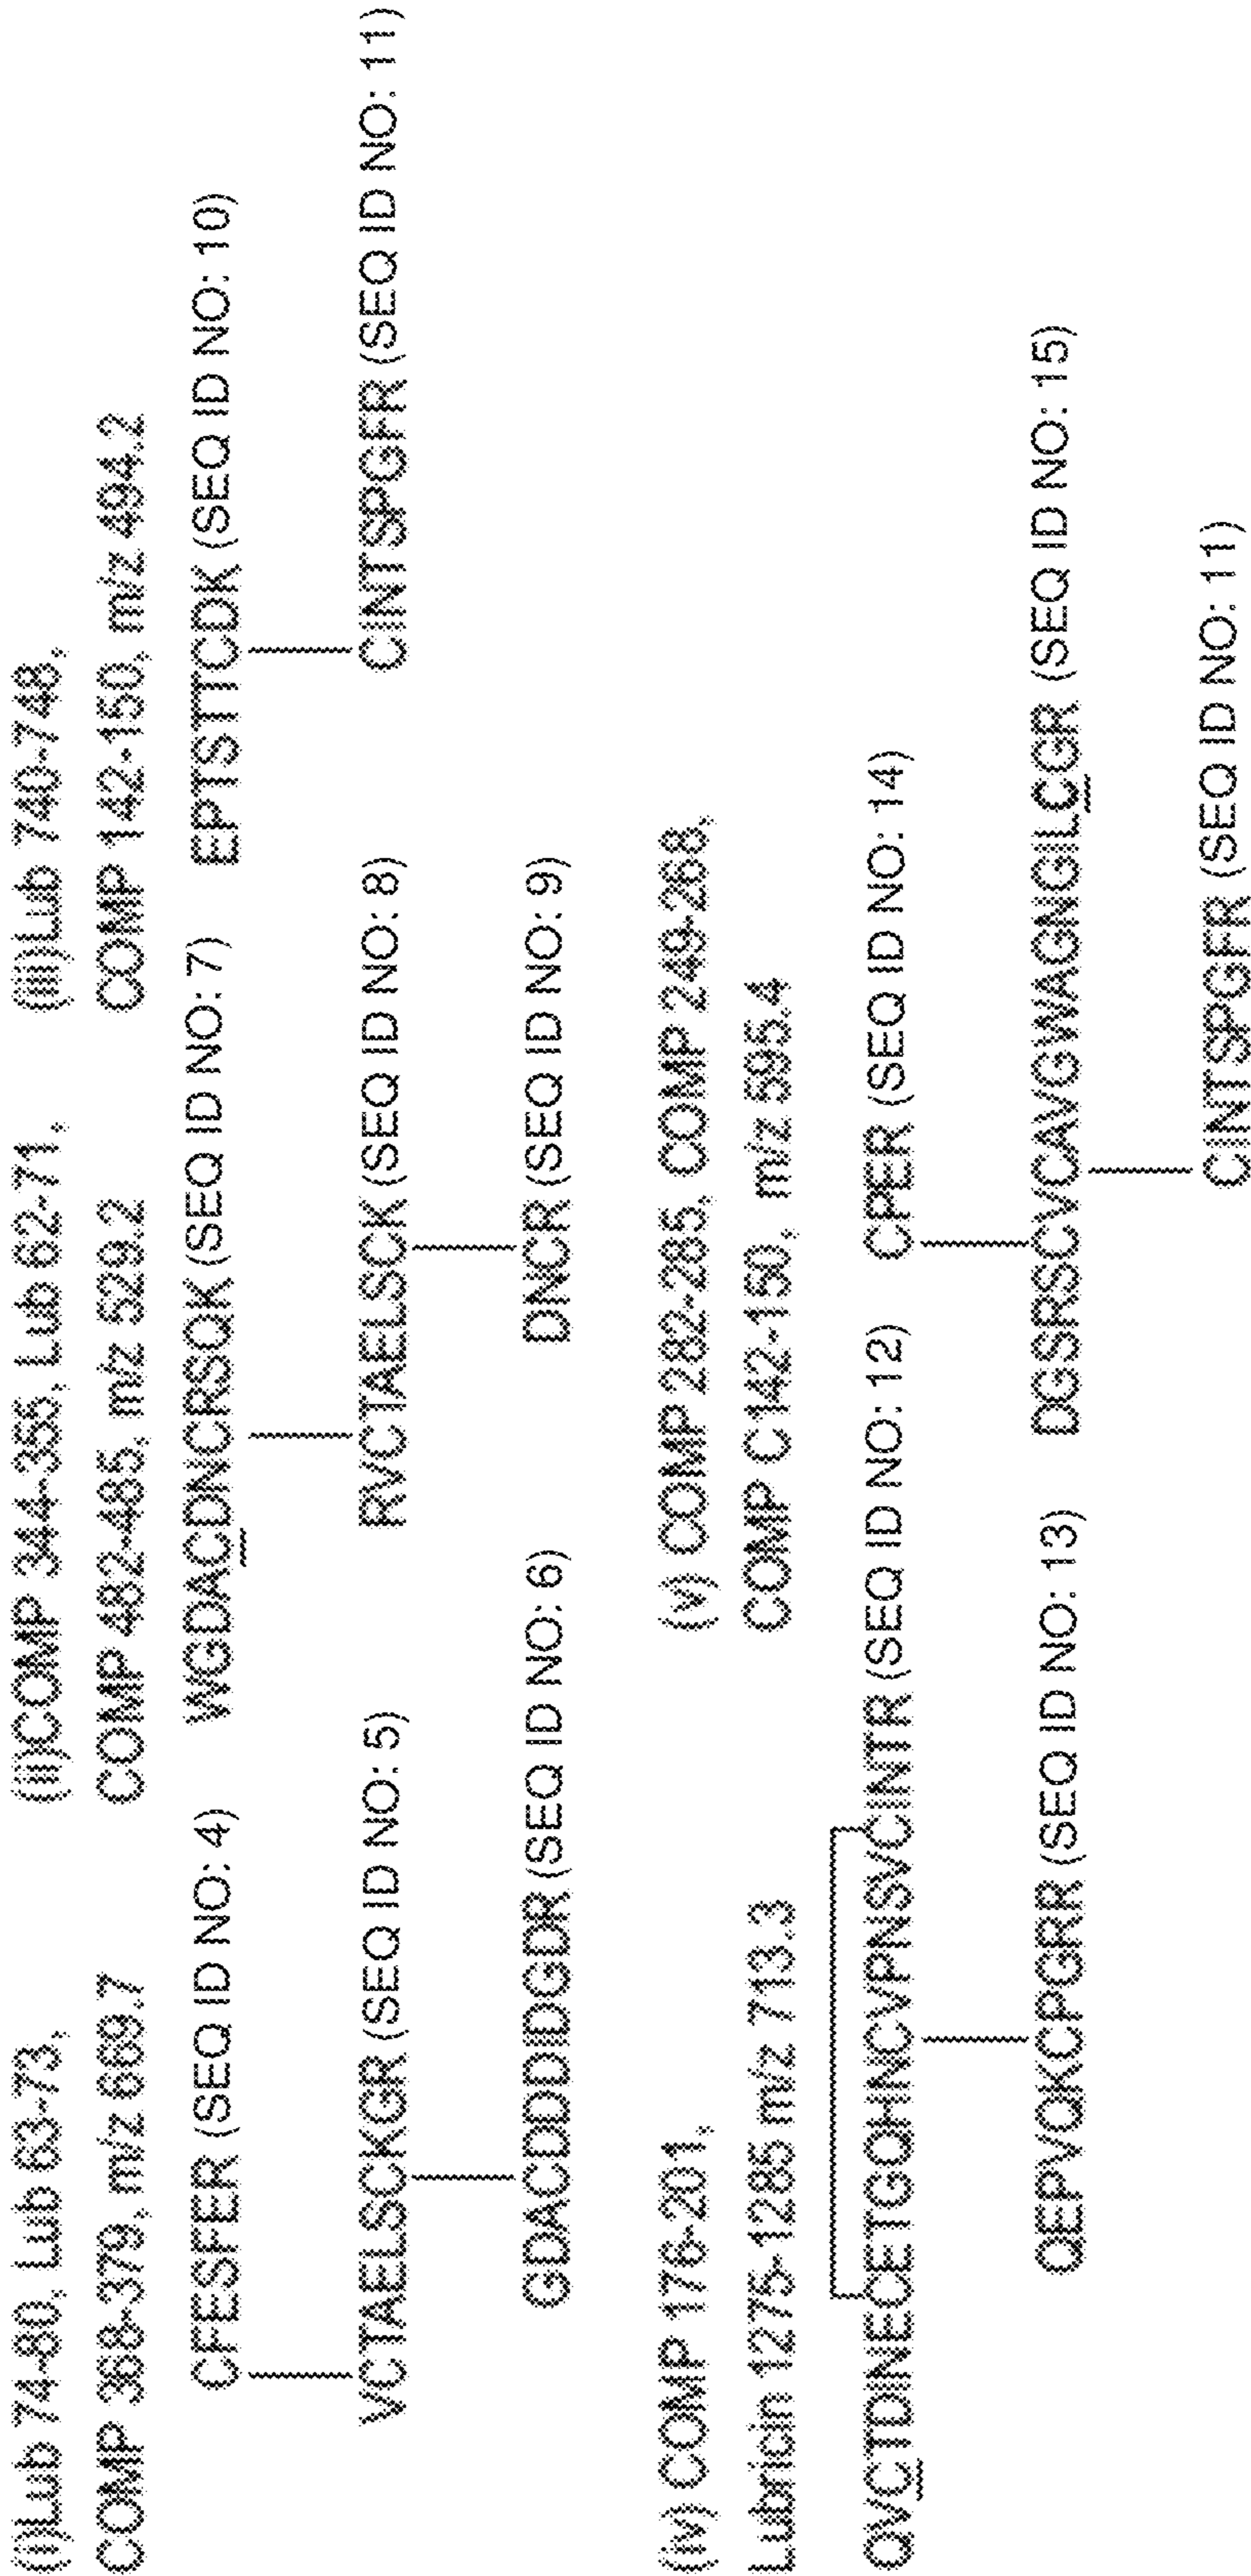 (i)Lub 74-80, Lub 63-73,
COMP 368-379, m/z 669.7
CFESFER (SEQ ID NO: 4)
VCTAELSCKGR (SEQ ID NO: 5)
GDACDDDIDGDR (SEQ ID NO: 6)
(ii)COMP 344-355, Lub 62-71,
COMP 482-485, m/z 529.2
WGDACDNCRSQK (SEQ ID NO: 7)
RVCTAELSCK (SEQ ID NO: 8)
DNCR (SEQ ID NO: 9)
(iii)Lub 740-748,
COMP 142-150, m/z 494.2
EPTSTTCDK (SEQ ID NO: 10)
CINTSPGFR (SEQ ID NO: 11)
(iv) COMP 176-201,
Lubricin 1275-1285 m/z 713.3
QVCTDINECETGQHNCVPNSVCINTR (SEQ ID NO: 12)
QEPVQKCPGRR (SEQ ID NO: 13)
(v) COMP 282-285, COMP 249-268,
COMP C142-150, m/z 595.4
CPER (SEQ ID NO: 14)
DGSRSCVCAVGWAGNGILCGR (SEQ ID NO: 15)
CINTSPGFR (SEQ ID NO: 11)